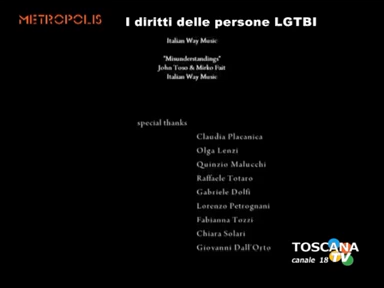 METROPOLIS
I diritti delle persone LGTBI
Italian Way Music
"Misunderstandings"
John Toso & Mirko Fait
Italian Way Music
special thanks
Claudia Placanica
Olga Lenzi
Quinzio Malucchi
Raffaele Totaro
Gabriele Dolfi
Lorenzo Petrognani
Fabianna Tozzi
Chiara Solari
Giovanni Dall'Orto
TOSCANA
TV
canale 18